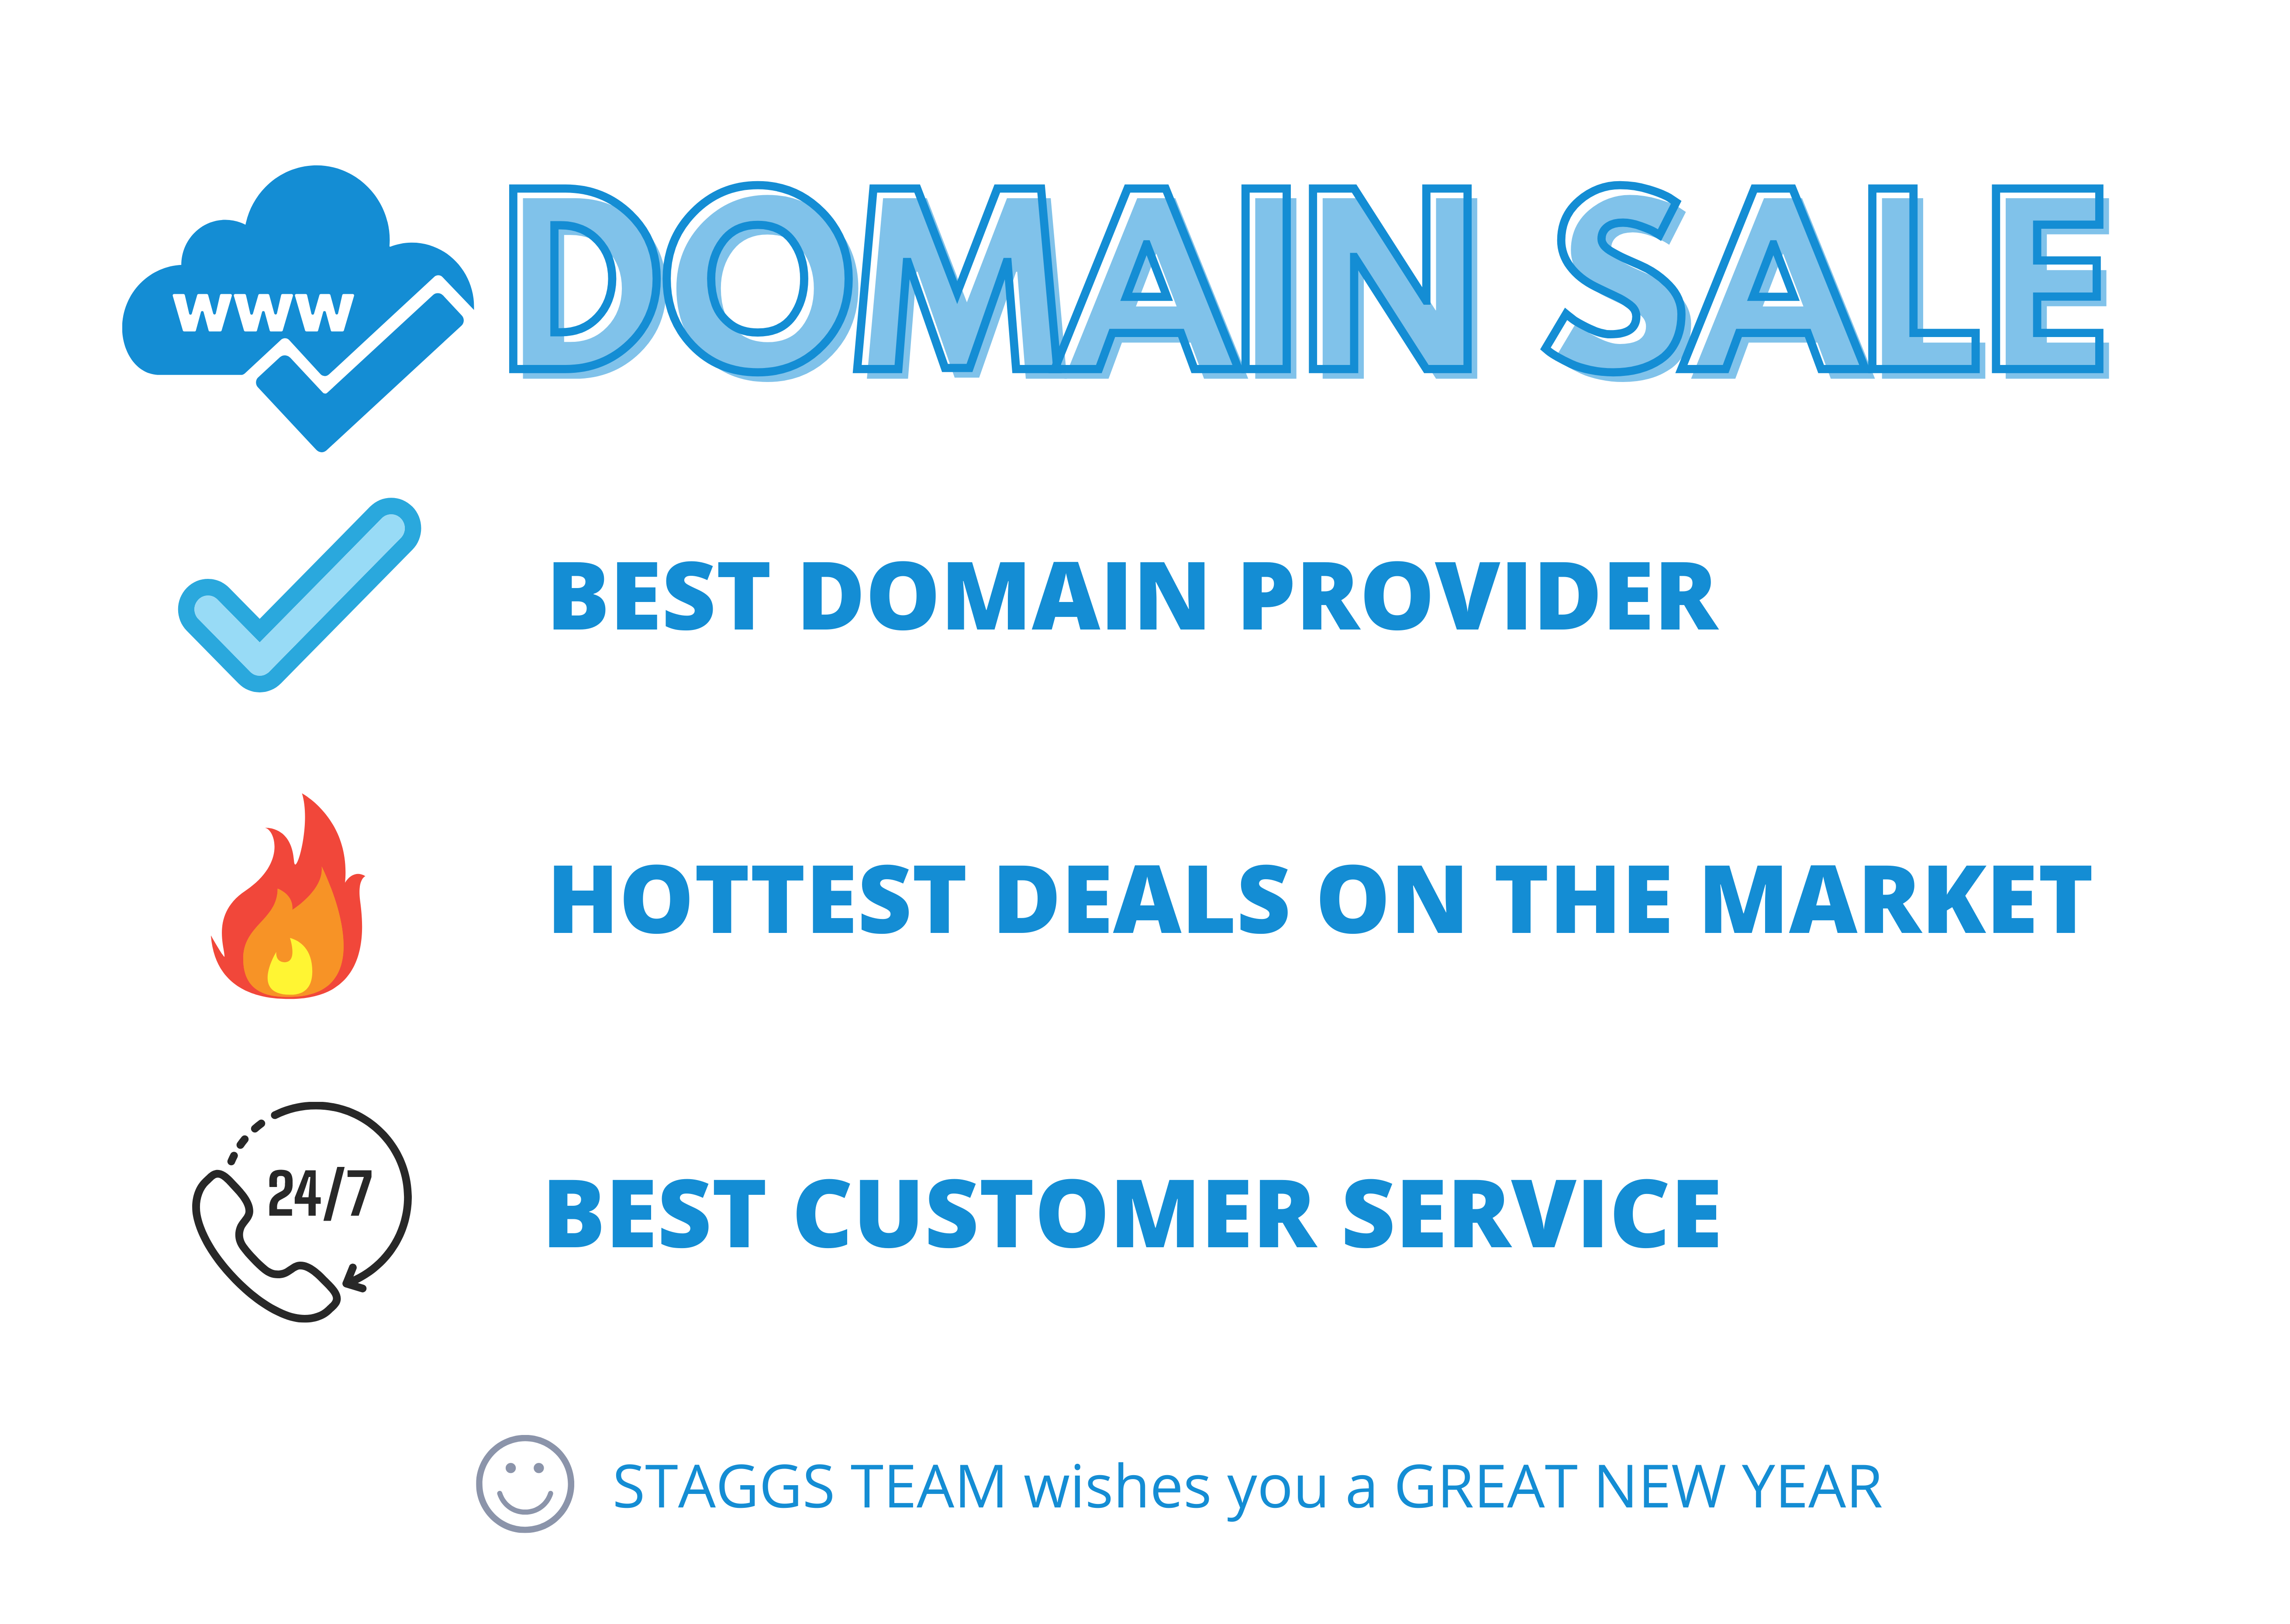 www
DOMAIN SALE
BEST DOMAIN PROVIDER
HOTTEST DEALS ON THE MARKET
24/7
BEST CUSTOMER SERVICE
STAGGS TEAM wishes you a GREAT NEW YEAR